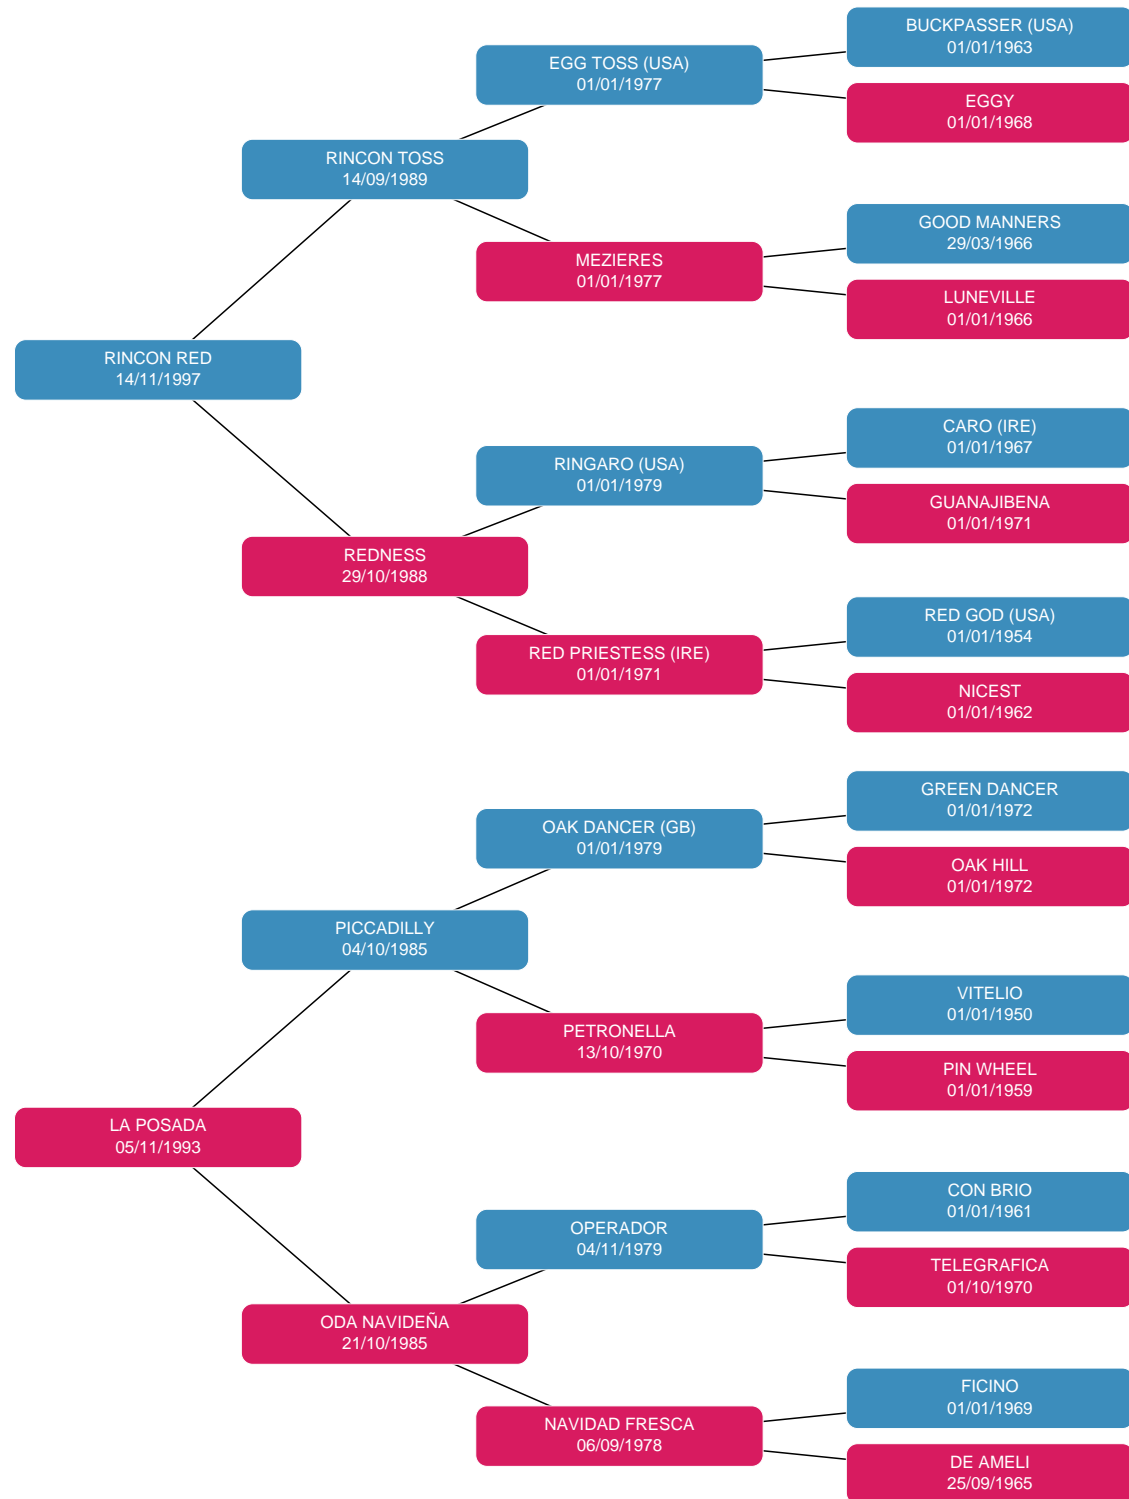 BUCKPASSER (USA)
01/01/1963
EGG TOSS (USA)
01/01/1977
EGGY
01/01/1968
RINCON TOSS
14/09/1989
GOOD MANNERS
29/03/1966
MEZIERES
01/01/1977
LUNEVILLE
01/01/1966
RINCON RED
14/11/1997
CARO (IRE)
01/01/1967
RINGARO (USA)
01/01/1979
GUANAJIBENA
01/01/1971
REDNESS
29/10/1988
RED GOD (USA)
01/01/1954
RED PRIESTESS (IRE)
01/01/1971
NICEST
01/01/1962
GREEN DANCER
01/01/1972
OAK DANCER (GB)
01/01/1979
OAK HILL
01/01/1972
PICCADILLY
04/10/1985
VITELIO
01/01/1950
PETRONELLA
13/10/1970
PIN WHEEL
01/01/1959
LA POSADA
05/11/1993
CON BRIO
01/01/1961
OPERADOR
04/11/1979
TELEGRAFICA
01/10/1970
ODA NAVIDEÑA
21/10/1985
FICINO
01/01/1969
NAVIDAD FRESCA
06/09/1978
DE AMELI
25/09/1965